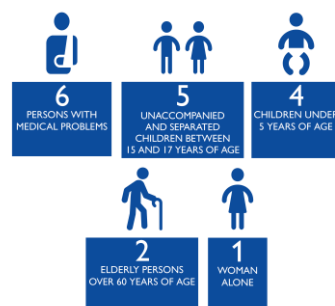 6
PERSONS WITH
MEDICAL PROBLEMS
5
UNACCOMPANIED
AND SEPARATED
CHILDREN BETWEEN
15 AND 17 YEARS OF AGE
4
CHILDREN UNDER
5 YEARS OF AGE
2
ELDERLY PERSONS
OVER 60 YEARS OF AGE
1
WOMAN
ALONE